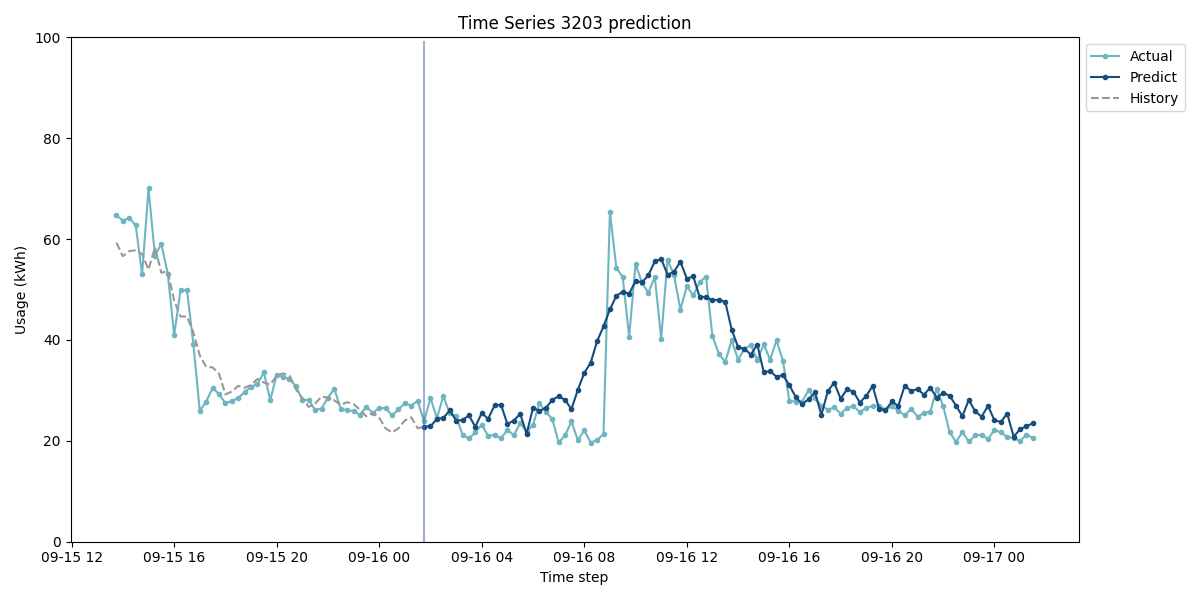 Time Series 3203 prediction
100
80
60
40
20
0
Usage (kWh)
09-15 12
09-15 16
09-15 20
09-16 00
09-16 04
09-16 08
09-16 12
09-16 16
09-16 20
09-17 00
Time step
Actual
Predict
History